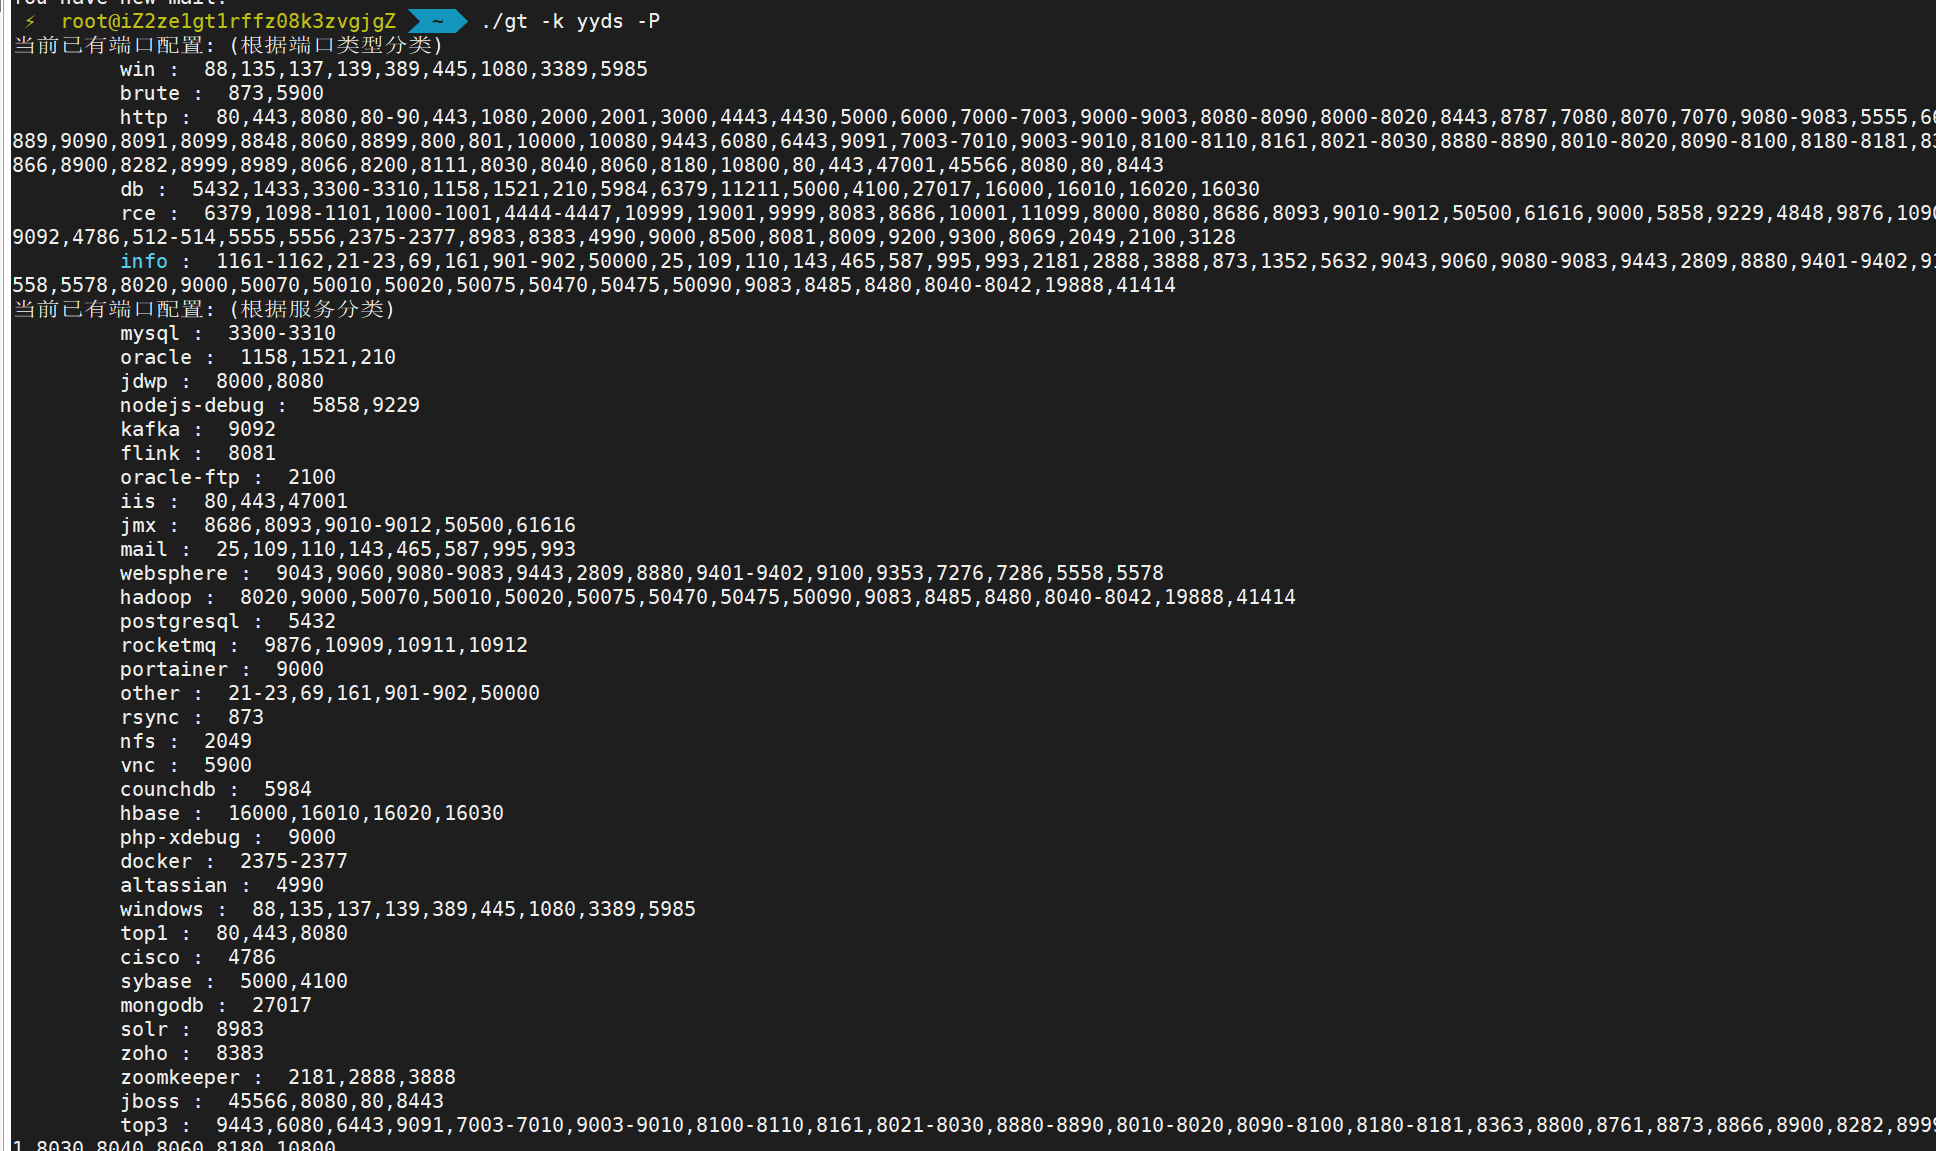 You have new mail.
⚡ root@iZ2ze1gt1rffz08k3zvgjgZ ~ ./gt -k yyds -P
当前已有端口配置: (根据端口类型分类)
win : 88,135,137,139,389,445,1080,3389,5985
brute : 873,5900
http : 80,443,8080,80-90,443,1080,2000,2001,3000,4443,4430,5000,6000,7000-7003,9000-9003,8080-8090,8000-8020,8443,8787,7080,8070,7070,9080-9083,5555,6
889,9090,8091,8099,8848,8060,8899,800,801,10000,10080,9443,6080,6443,9091,7003-7010,9003-9010,8100-8110,8161,8021-8030,8880-8890,8010-8020,8090-8100,8180-8181,8
866,8900,8282,8999,8989,8066,8200,8111,8030,8040,8060,8180,10800,80,443,47001,45566,8080,80,8443
db : 5432,1433,3300-3310,1158,1521,210,5984,6379,11211,5000,4100,27017,16000,16010,16020,16030
rce : 6379,1098-1101,1000-1001,4444-4447,10999,19001,9999,8083,8686,10001,11099,8000,8080,8686,8093,9010-9012,50500,61616,9000,5858,9229,4848,9876,109
9092,4786,512-514,5555,5556,2375-2377,8983,8383,4990,9000,8500,8081,8009,9200,9300,8069,2049,2100,3128
info : 1161-1162,21-23,69,161,901-902,50000,25,109,110,143,465,587,995,993,2181,2888,3888,873,1352,5632,9043,9060,9080-9083,9443,2809,8880,9401-9402,9
558,5578,8020,9000,50070,50010,50020,50075,50470,50475,50090,9083,8485,8480,8040-8042,19888,41414
当前已有端口配置: (根据服务分类)
mysql : 3300-3310
oracle : 1158,1521,210
jdwp : 8000,8080
nodejs-debug : 5858,9229
kafka : 9092
flink : 8081
oracle-ftp : 2100
iis : 80,443,47001
jmx : 8686,8093,9010-9012,50500,61616
mail : 25,109,110,143,465,587,995,993
websphere : 9043,9060,9080-9083,9443,2809,8880,9401-9402,9100,9353,7276,7286,5558,5578
hadoop : 8020,9000,50070,50010,50020,50075,50470,50475,50090,9083,8485,8480,8040-8042,19888,41414
postgresql : 5432
rocketmq : 9876,10909,10911,10912
portainer : 9000
other : 21-23,69,161,901-902,50000
rsync : 873
nfs : 2049
vnc : 5900
counchdb : 5984
hbase : 16000,16010,16020,16030
php-xdebug : 9000
docker : 2375-2377
altassian : 4990
windows : 88,135,137,139,389,445,1080,3389,5985
top1 : 80,443,8080
cisco : 4786
sybase : 5000,4100
mongodb : 27017
solr : 8983
zoho : 8383
zoomkeeper : 2181,2888,3888
jboss : 45566,8080,80,8443
top3 : 9443,6080,6443,9091,7003-7010,9003-9010,8100-8110,8161,8021-8030,8880-8890,8010-8020,8090-8100,8180-8181,8363,8800,8761,8873,8866,8900,8282,899
1,8030,8040,8060,8180,10800